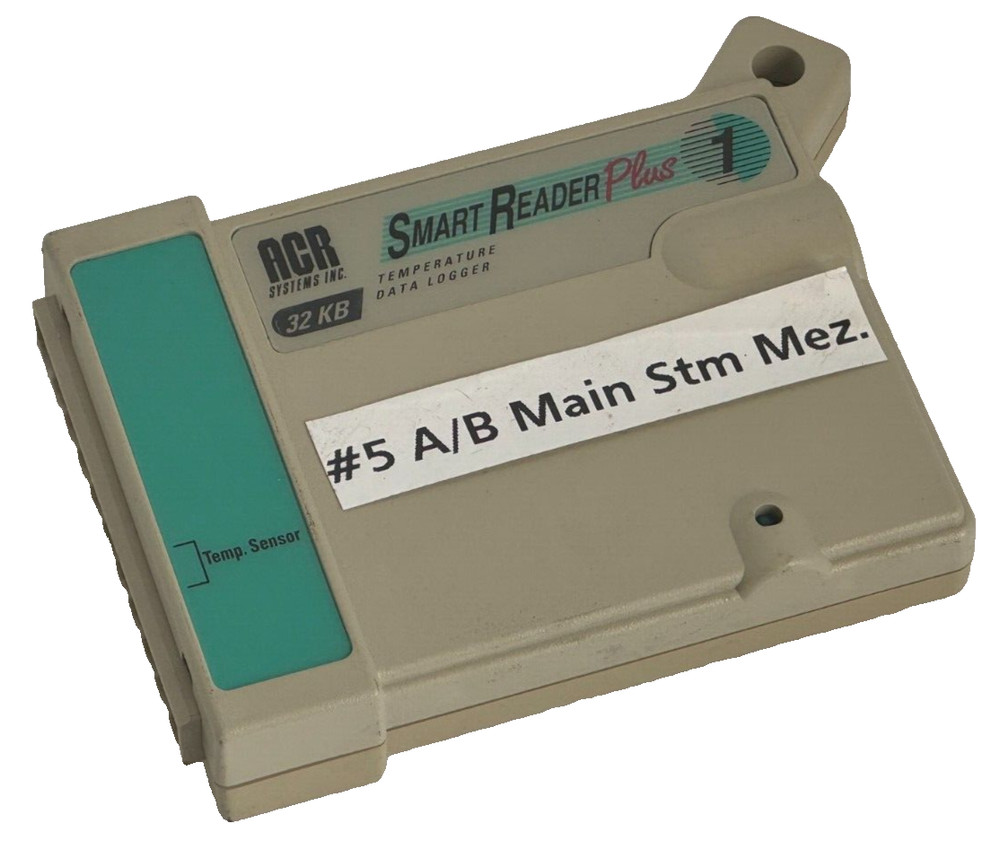 ACR
SYSTEMS INC.
32 KB
SMART READER Plus 1
TEMPERATURE
DATA LOGGER
#5 A/B Main Stm Mez.
Temp. Sensor